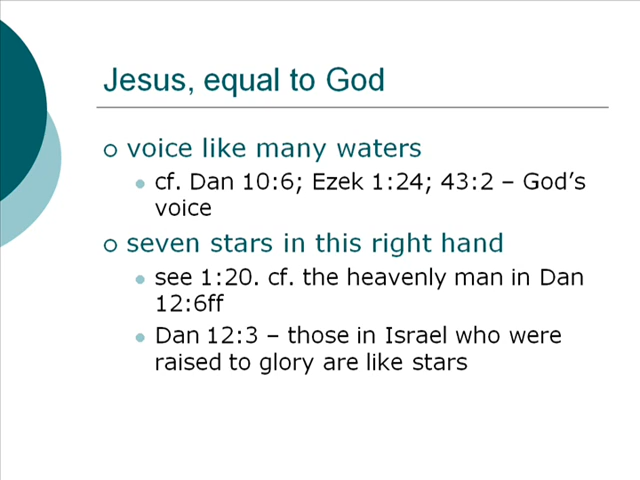 Jesus, equal to God
voice like many waters
cf. Dan 10:6; Ezek 1:24; 43:2 – God's
voice
seven stars in this right hand
see 1:20. cf. the heavenly man in Dan
12:6ff
Dan 12:3 – those in Israel who were
raised to glory are like stars